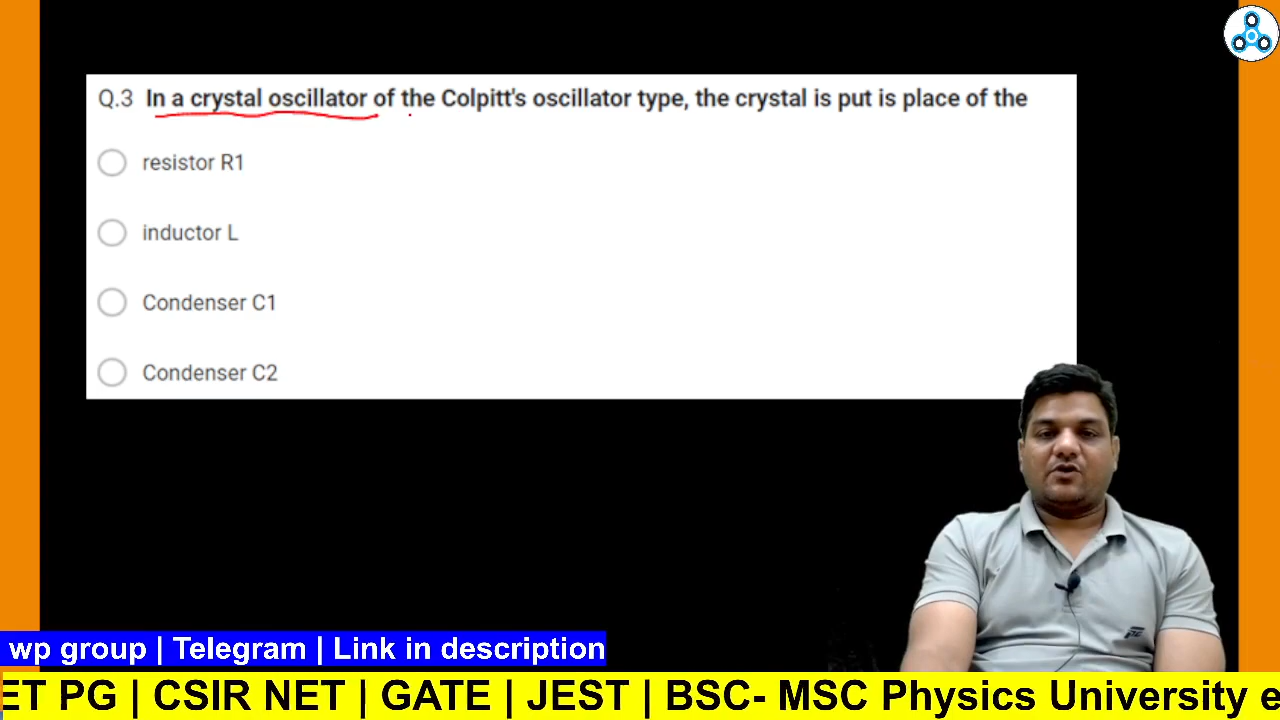 Q.3 In a crystal oscillator of the Colpitt's oscillator type, the crystal is put is place of the
resistor R1
inductor L
Condenser C1
Condenser C2
wp group | Telegram | Link in description
ET PG | CSIR NET | GATE | JEST | BSC- MSC Physics University e